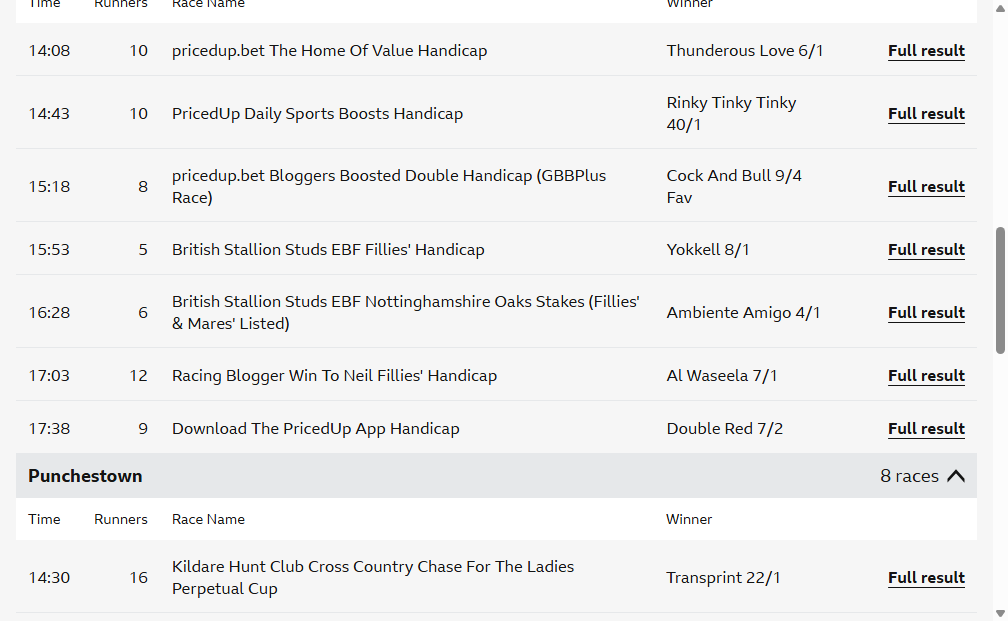 Time Runners Race Name Winner
14:08 10 pricedup.bet The Home Of Value Handicap Thunderous Love 6/1 Full result
14:43 10 PricedUp Daily Sports Boosts Handicap Rinky Tinky Tinky
40/1 Full result
15:18 8 pricedup.bet Bloggers Boosted Double Handicap (GBBPlus
Race) Cock And Bull 9/4
Fav Full result
15:53 5 British Stallion Studs EBF Fillies' Handicap Yokkell 8/1 Full result
16:28 6 British Stallion Studs EBF Nottinghamshire Oaks Stakes (Fillies'
& Mares' Listed) Ambiente Amigo 4/1 Full result
17:03 12 Racing Blogger Win To Neil Fillies' Handicap Al Waseela 7/1 Full result
17:38 9 Download The PricedUp App Handicap Double Red 7/2 Full result
Punchestown 8 races
Time Runners Race Name Winner
14:30 16 Kildare Hunt Club Cross Country Chase For The Ladies
Perpetual Cup Transprint 22/1 Full result